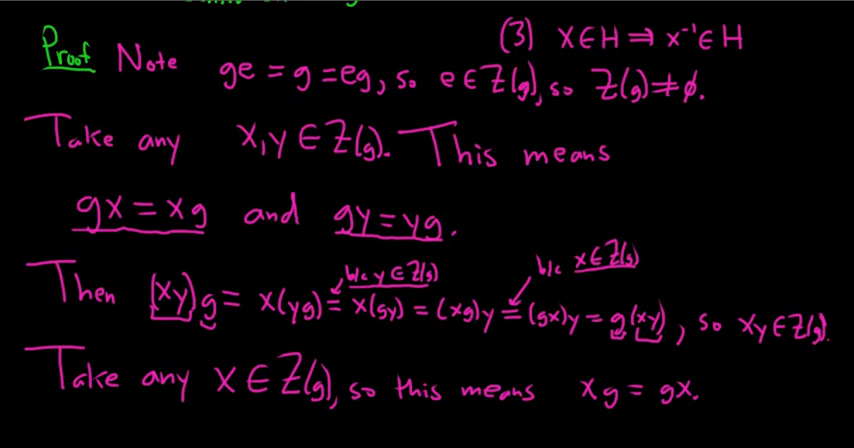 (3) x∈H ⇒ x⁻¹∈H
Proof Note ge = g = eg, so e∈Z(g), so Z(g)≠ø.
Take any x,y∈Z(g). This means
gx = xg and gy = yg.
b/c y∈Z(g) b/c x∈Z(g)
Then (xy)g = x(yg) = x(gy) = (xg)y = (gx)y = g(xy), so xy∈Z(g).
Take any x∈Z(g), so this means xg = gx.